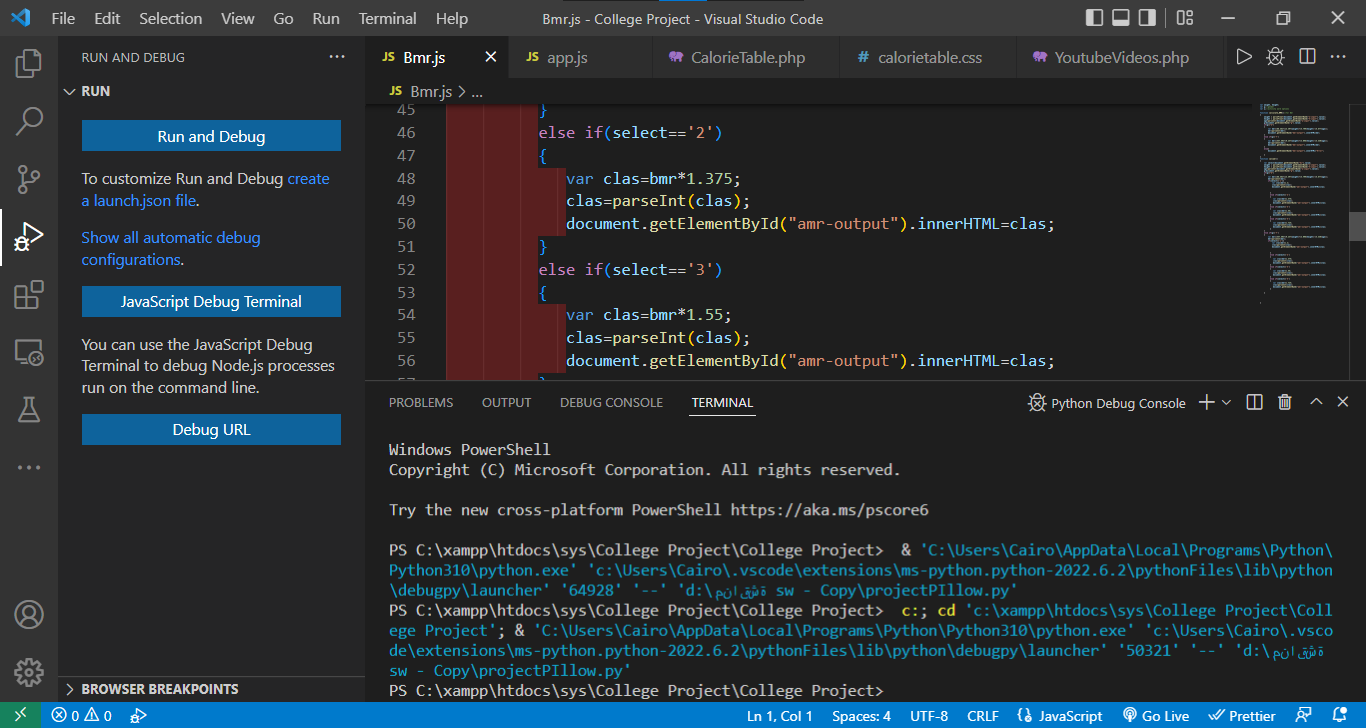 File Edit Selection View Go Run Terminal Help Bmr.js - College Project - Visual Studio Code
RUN AND DEBUG
RUN
Run and Debug
To customize Run and Debug create
a launch.json file.
Show all automatic debug
configurations.
JavaScript Debug Terminal
You can use the JavaScript Debug
Terminal to debug Node.js processes
run on the command line.
Debug URL
BROWSER BREAKPOINTS
JS Bmr.js JS app.js CalorieTable.php # calorietable.css YoutubeVideos.php
JS Bmr.js > ...
45 }
46 else if(select=='2')
47 {
48 var clas=bmr*1.375;
49 clas=parseInt(clas);
50 document.getElementById("amr-output").innerHTML=clas;
51 }
52 else if(select=='3')
53 {
54 var clas=bmr*1.55;
55 clas=parseInt(clas);
56 document.getElementById("amr-output").innerHTML=clas;
57 }
PROBLEMS OUTPUT DEBUG CONSOLE TERMINAL Python Debug Console
Windows PowerShell
Copyright (C) Microsoft Corporation. All rights reserved.
Try the new cross-platform PowerShell https://aka.ms/pscore6
PS C:\xampp\htdocs\sys\College Project\College Project>  & 'C:\Users\Cairo\AppData\Local\Programs\Python\
Python310\python.exe' 'c:\Users\Cairo\.vscode\extensions\ms-python.python-2022.6.2\pythonFiles\lib\python
\debugpy\launcher' '64928' '--' 'd:\ sw - Copy\projectPIllow.py'
PS C:\xampp\htdocs\sys\College Project\College Project>  c:; cd 'c:\xampp\htdocs\sys\College Project\Coll
ege Project'; & 'C:\Users\Cairo\AppData\Local\Programs\Python\Python310\python.exe' 'c:\Users\Cairo\.vsco
de\extensions\ms-python.python-2022.6.2\pythonFiles\lib\python\debugpy\launcher' '50321' '--' 'd:\
sw - Copy\projectPIllow.py'
PS C:\xampp\htdocs\sys\College Project\College Project>
0 0 Ln 1, Col 1 Spaces: 4 UTF-8 CRLF JavaScript Go Live Prettier